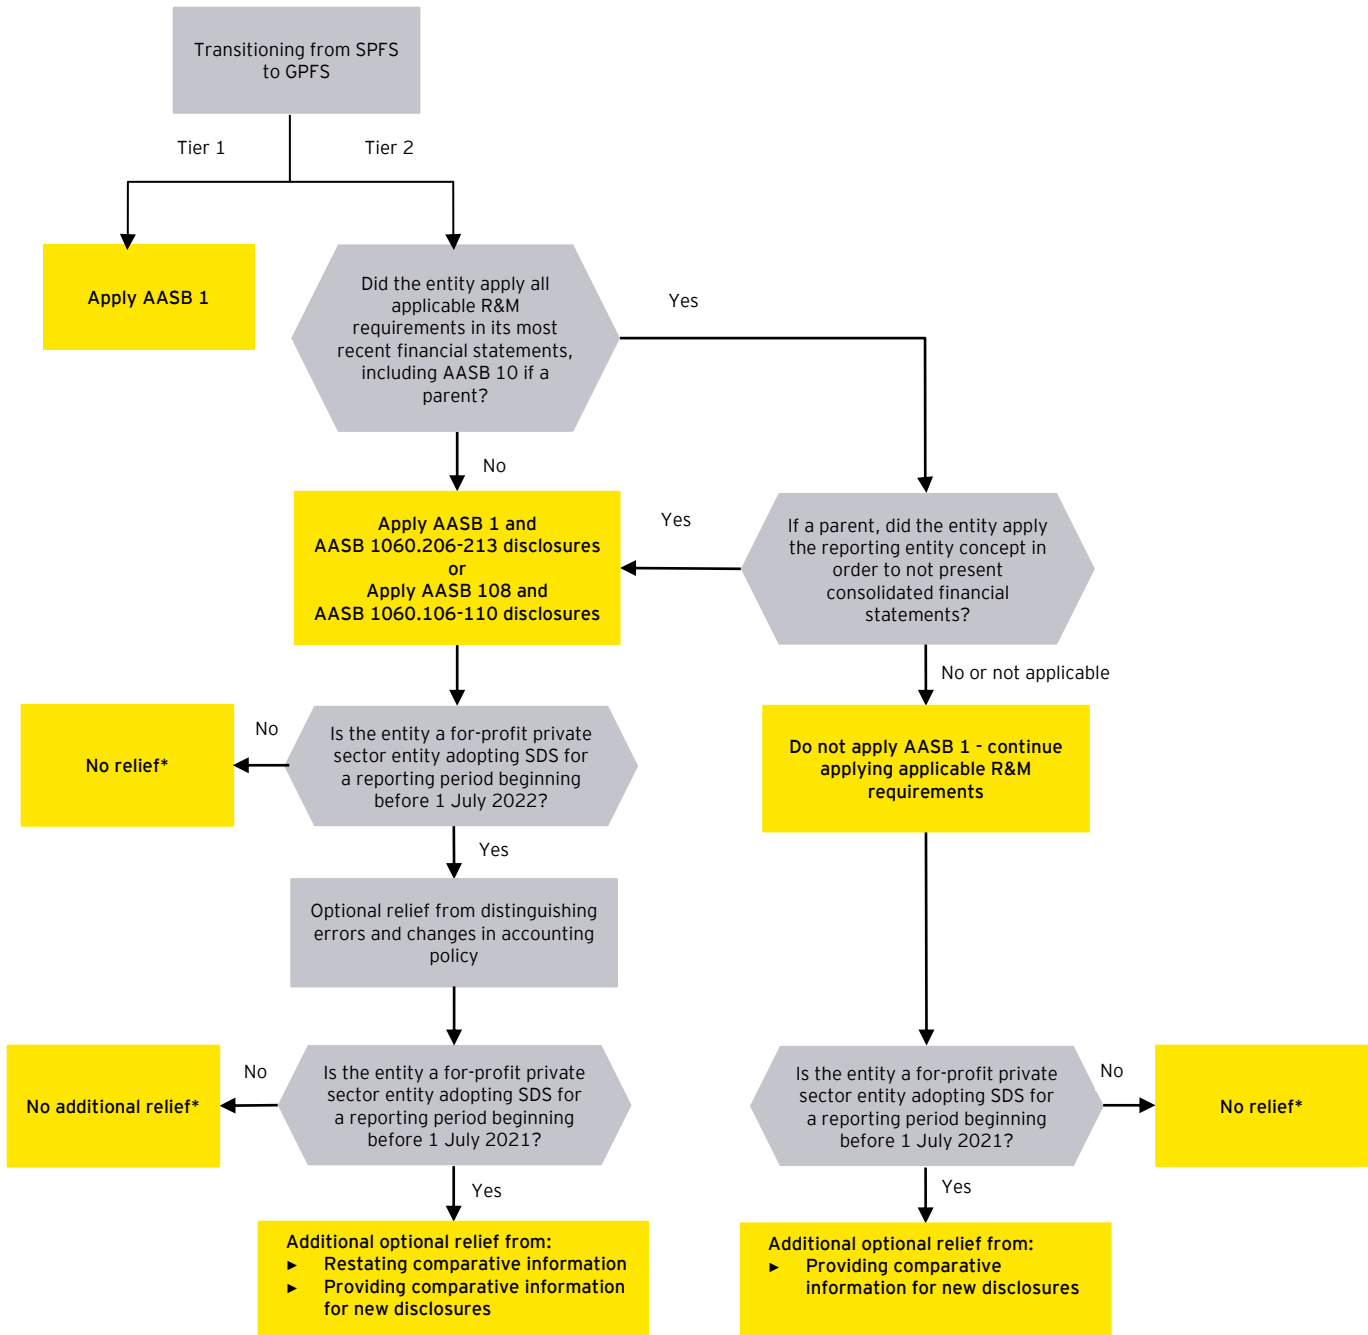 Transitioning from SPFS
to GPFS
Tier 1
Tier 2
Apply AASB 1
Did the entity apply all
applicable R&M
requirements in its most
recent financial statements,
including AASB 10 if a
parent?
Yes
No
Apply AASB 1 and
AASB 1060.206-213 disclosures
or
Apply AASB 108 and
AASB 1060.106-110 disclosures
Yes
If a parent, did the entity apply
the reporting entity concept in
order to not present
consolidated financial
statements?
No or not applicable
No relief*
No
Is the entity a for-profit private
sector entity adopting SDS for
a reporting period beginning
before 1 July 2022?
Do not apply AASB 1 - continue
applying applicable R&M
requirements
Yes
Optional relief from distinguishing
errors and changes in accounting
policy
No additional relief*
No
Is the entity a for-profit private
sector entity adopting SDS for
a reporting period beginning
before 1 July 2021?
Is the entity a for-profit private
sector entity adopting SDS for
a reporting period beginning
before 1 July 2021?
No
No relief*
Yes
Yes
Additional optional relief from:
► Restating comparative information
► Providing comparative information
for new disclosures
Additional optional relief from:
► Providing comparative
information for new disclosures